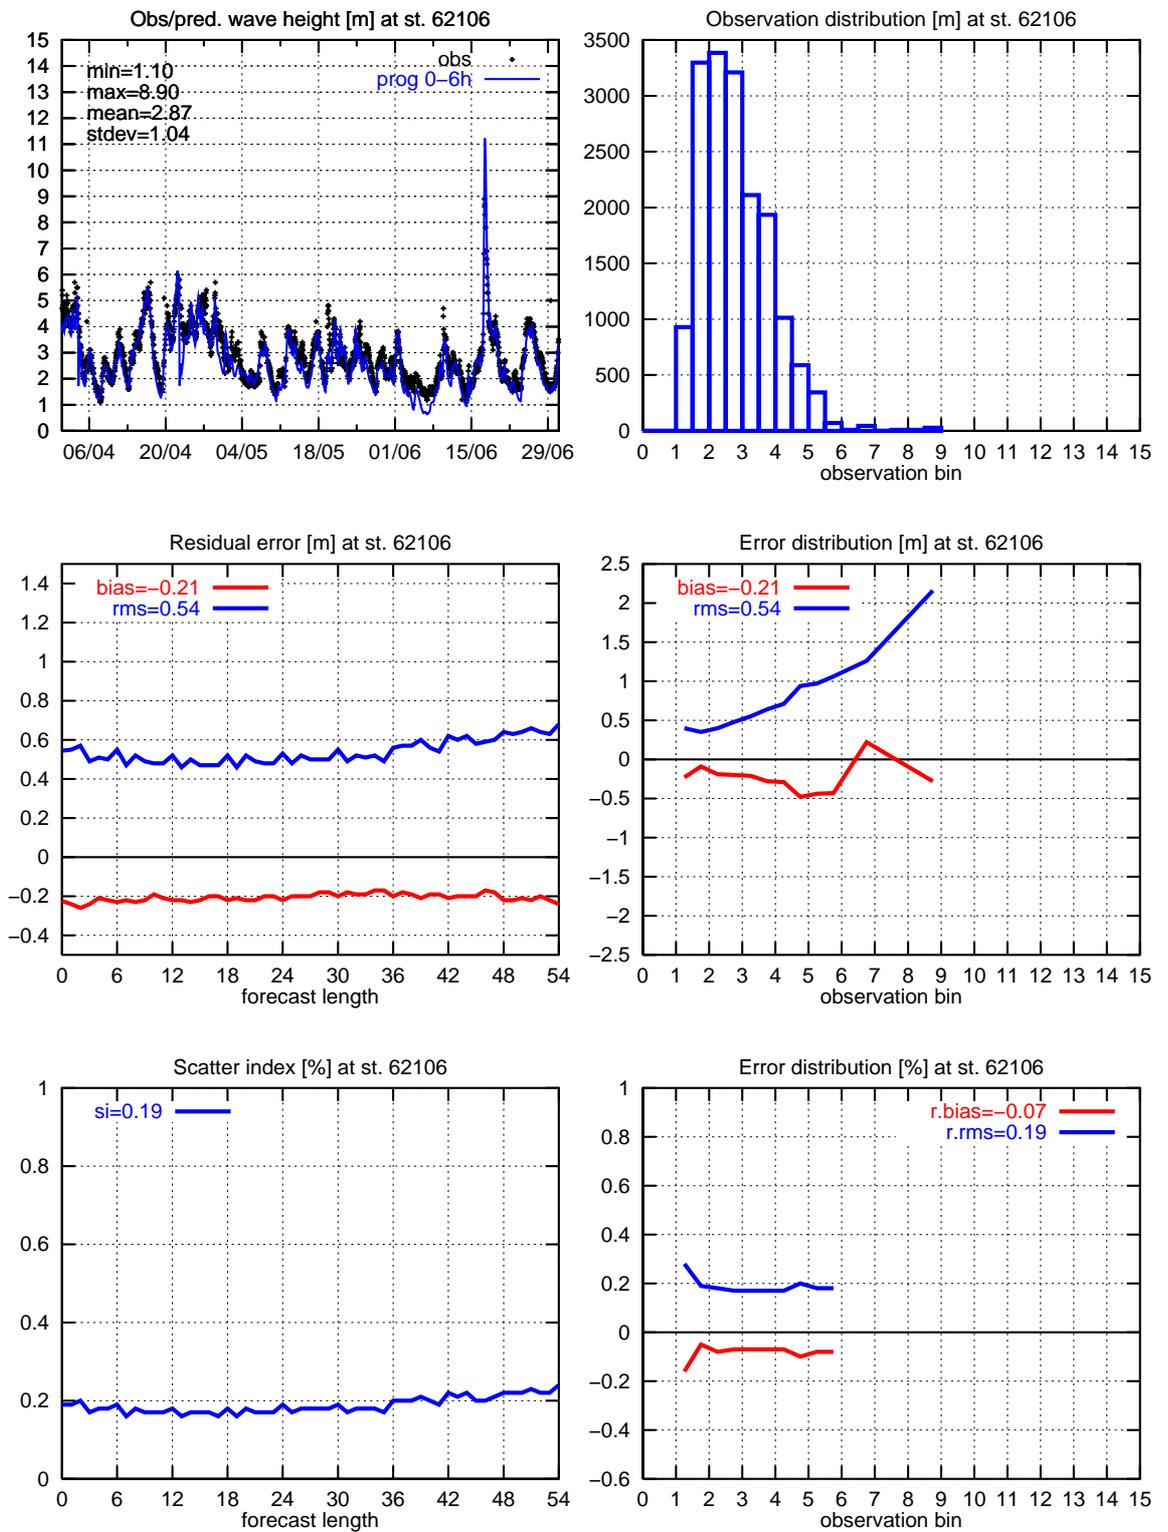 Obs/pred. wave height [m] at st. 62106
15
14
13
12
11
10
9
8
7
6
5
4
3
2
1
0
min=1.10
max=8.90
mean=2.87
stdev=1.04
obs
prog 0−6h
06/04 20/04 04/05 18/05 01/06 15/06 29/06
Observation distribution [m] at st. 62106
3500
3000
2500
2000
1500
1000
500
0
0 1 2 3 4 5 6 7 8 9 10 11 12 13 14 15
observation bin
Residual error [m] at st. 62106
1.4
1.2
1
0.8
0.6
0.4
0.2
0
−0.2
−0.4
bias=−0.21
rms=0.54
0 6 12 18 24 30 36 42 48 54
forecast length
Error distribution [m] at st. 62106
2.5
2
1.5
1
0.5
0
−0.5
−1
−1.5
−2
−2.5
bias=−0.21
rms=0.54
0 1 2 3 4 5 6 7 8 9 10 11 12 13 14 15
observation bin
Scatter index [%] at st. 62106
1
0.8
0.6
0.4
0.2
0
si=0.19
0 6 12 18 24 30 36 42 48 54
forecast length
Error distribution [%] at st. 62106
1
0.8
0.6
0.4
0.2
0
−0.2
−0.4
−0.6
r.bias=−0.07
r.rms=0.19
0 1 2 3 4 5 6 7 8 9 10 11 12 13 14 15
observation bin